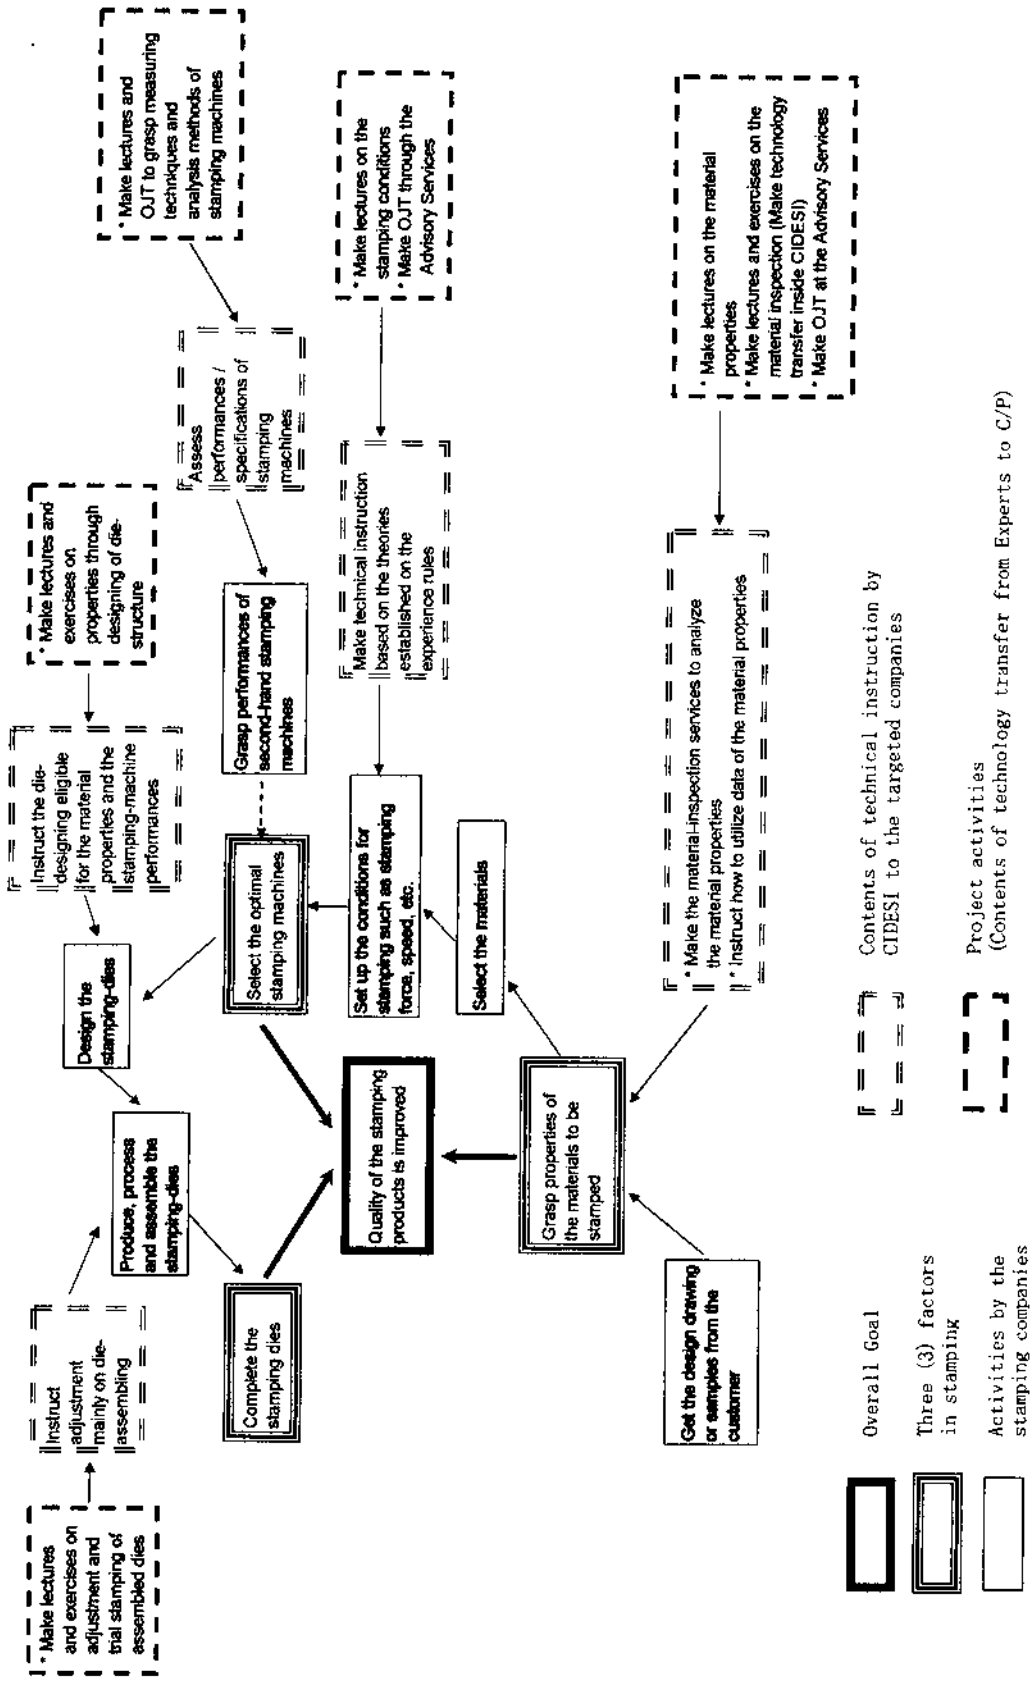 * Make lectures
and exercises on
adjustment and
trial stamping of
assembled dies
Instruct
adjustment
mainly on die-
assembling
Produce, process
and assemble the
stamping-dies
Design the
stamping-dies
Instruct the die-
designing eligible
for the material
properties and the
stamping-machine
performances
* Make lectures and
exercises on
properties through
designing of die-
structure
* Make lectures and
OJT to grasp measuring
techniques and
analysis methods of
stamping machines
Assess
performances /
specifications of
stamping
machines
Grasp performances of
second-hand stamping
machines
Select the optimal
stamping machines
Complete the
stamping dies
Quality of the stamping
products is improved
Set up the conditions for
stamping such as stamping
force, speed, etc.
Make technical instruction
based on the theories
established on the
experience rules
* Make lectures on the
stamping conditions
* Make OJT through the
Advisory Services
Select the materials
Grasp properties of
the materials to be
stamped
Get the design drawing
or samples from the
customer
* Make the material-inspection services to analyze
the material properties
* Instruct how to utilize data of the material properties
* Make lectures on the material
properties
* Make lectures and exercises on the
material inspection (Make technology
transfer inside CIDESI)
* Make OJT at the Advisory Services
Overall Goal
Three (3) factors
in stamping
Activities by the
stamping companies
Contents of technical instruction by
CIDESI to the targeted companies
Project activities
(Contents of technology transfer from Experts to C/P)